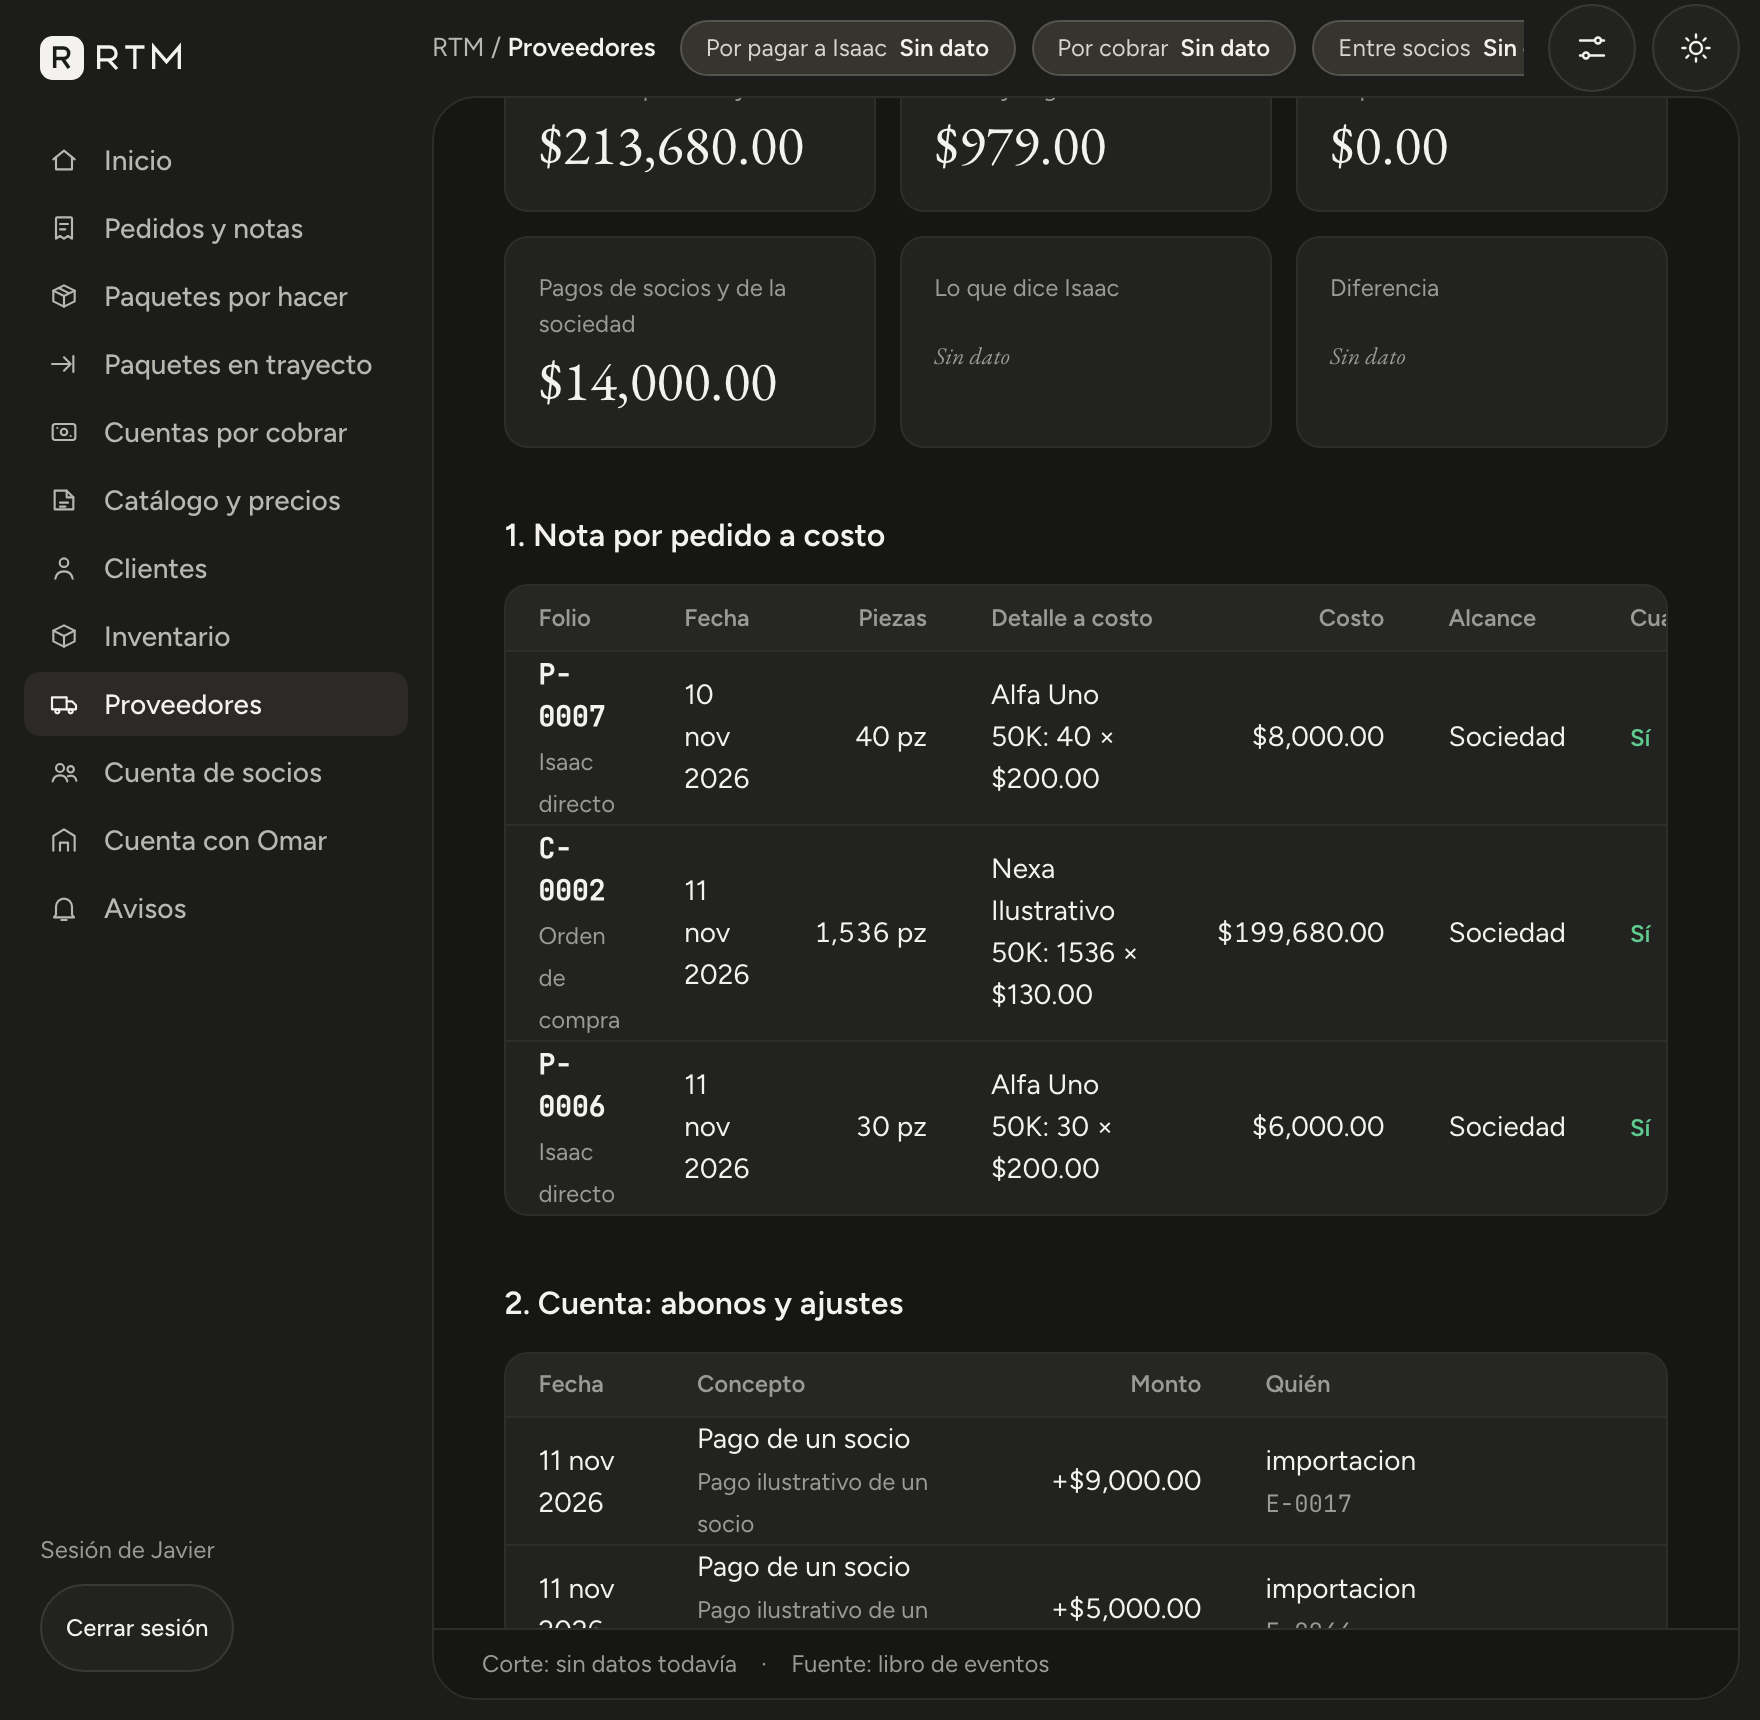 R RTM
RTM / Proveedores
Por pagar a Isaac Sin dato
Por cobrar Sin dato
Entre socios Sin
Inicio
Pedidos y notas
Paquetes por hacer
Paquetes en trayecto
Cuentas por cobrar
Catálogo y precios
Clientes
Inventario
Proveedores
Cuenta de socios
Cuenta con Omar
Avisos
Sesión de Javier
Cerrar sesión
$213,680.00
$979.00
$0.00
Pagos de socios y de la
sociedad
$14,000.00
Lo que dice Isaac
Sin dato
Diferencia
Sin dato
1. Nota por pedido a costo
Folio Fecha Piezas Detalle a costo Costo Alcance
P-
0007
Isaac
directo
10
nov
2026
40 pz
Alfa Uno
50K: 40 ×
$200.00
$8,000.00
Sociedad
Sí
C-
0002
Orden
de
compra
11
nov
2026
1,536 pz
Nexa
Ilustrativo
50K: 1536 ×
$130.00
$199,680.00
Sociedad
Sí
P-
0006
Isaac
directo
11
nov
2026
30 pz
Alfa Uno
50K: 30 ×
$200.00
$6,000.00
Sociedad
Sí
2. Cuenta: abonos y ajustes
Fecha Concepto Monto Quién
11 nov
2026
Pago de un socio
Pago ilustrativo de un
socio
+$9,000.00
importacion
E-0017
11 nov
2026
Pago de un socio
Pago ilustrativo de un
+$5,000.00
importacion
Corte: sin datos todavía · Fuente: libro de eventos